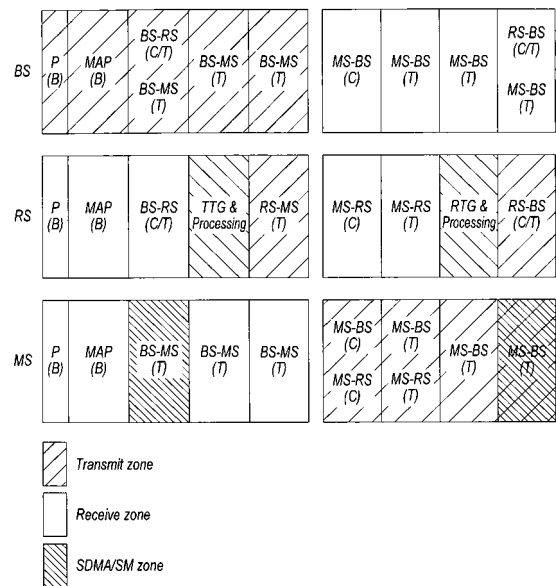 BS
P
(B)
MAP
(B)
BS-RS
(C/T)
BS-MS
(T)
BS-MS
(T)
BS-MS
(T)
MS-BS
(C)
MS-BS
(T)
MS-BS
(T)
RS-BS
(C/T)
MS-BS
(T)
RS
P
(B)
MAP
(B)
BS-RS
(C/T)
TTG &
Processing
RS-MS
(T)
MS-RS
(C)
MS-RS
(T)
RTG &
Processing
RS-BS
(C/T)
MS
P
(B)
MAP
(B)
BS-MS
(T)
BS-MS
(T)
BS-MS
(T)
MS-BS
(C)
MS-RS
(C)
MS-BS
(T)
MS-RS
(T)
MS-BS
(T)
MS-BS
(T)
Transmit zone
Receive zone
SDMA/SM zone